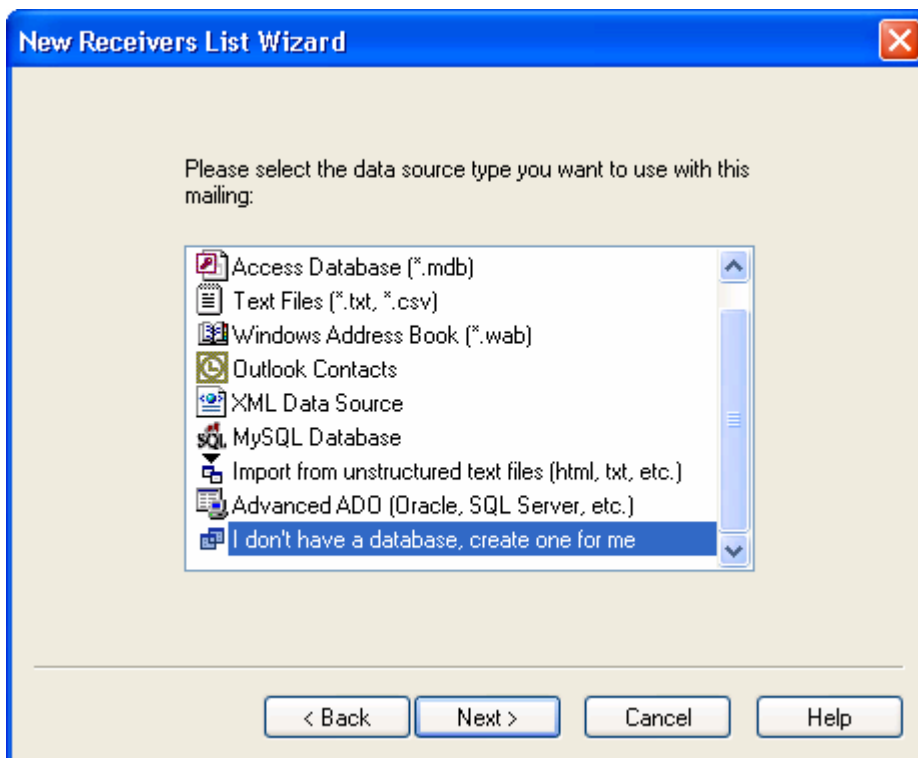 New Receivers List Wizard
Please select the data source type you want to use with this
mailing:
Access Database (*.mdb)
Text Files (*.txt, *.csv)
Windows Address Book (*.wab)
Outlook Contacts
XML Data Source
SQL MySQL Database
Import from unstructured text files (html, txt, etc.)
Advanced ADO (Oracle, SQL Server, etc.)
I don't have a database, create one for me
< Back Next > Cancel Help